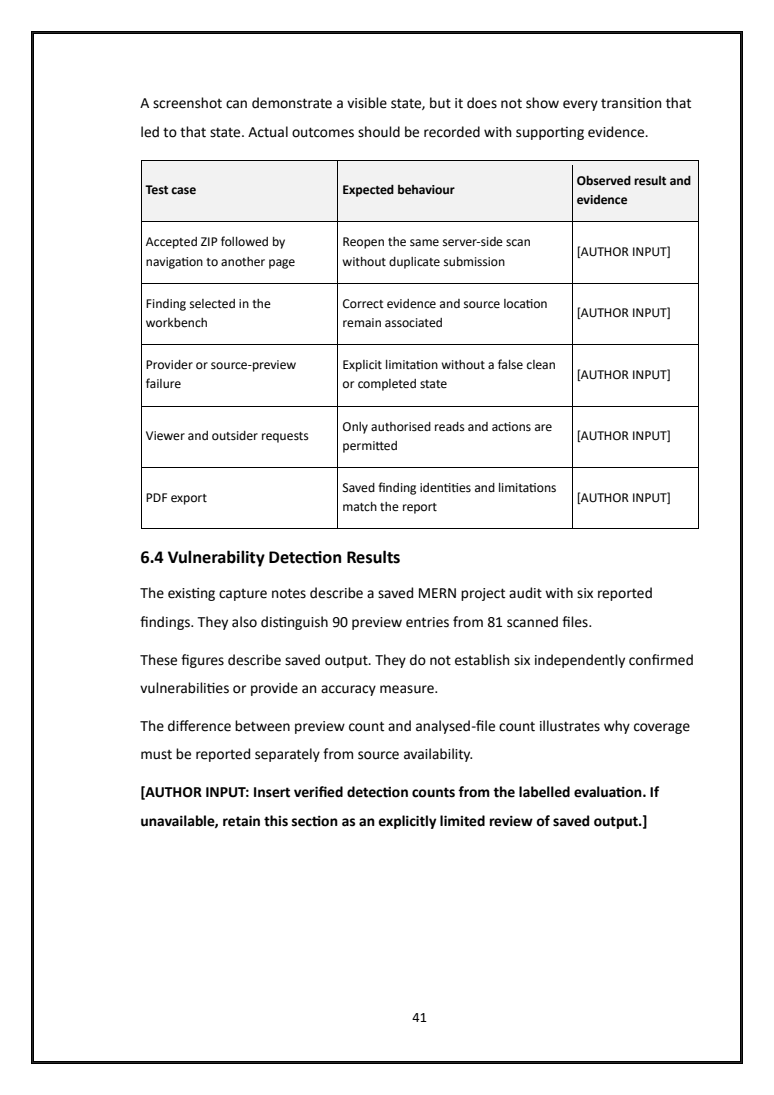 A screenshot can demonstrate a visible state, but it does not show every transition that
led to that state. Actual outcomes should be recorded with supporting evidence.
Test case
Expected behaviour
Observed result and
evidence
Accepted ZIP followed by
navigation to another page
Reopen the same server-side scan
without duplicate submission
[AUTHOR INPUT]
Finding selected in the
workbench
Correct evidence and source location
remain associated
[AUTHOR INPUT]
Provider or source-preview
failure
Explicit limitation without a false clean
or completed state
[AUTHOR INPUT]
Viewer and outsider requests
Only authorised reads and actions are
permitted
[AUTHOR INPUT]
PDF export
Saved finding identities and limitations
match the report
[AUTHOR INPUT]
6.4 Vulnerability Detection Results
The existing capture notes describe a saved MERN project audit with six reported
findings. They also distinguish 90 preview entries from 81 scanned files.
These figures describe saved output. They do not establish six independently confirmed
vulnerabilities or provide an accuracy measure.
The difference between preview count and analysed-file count illustrates why coverage
must be reported separately from source availability.
[AUTHOR INPUT: Insert verified detection counts from the labelled evaluation. If
unavailable, retain this section as an explicitly limited review of saved output.]
41